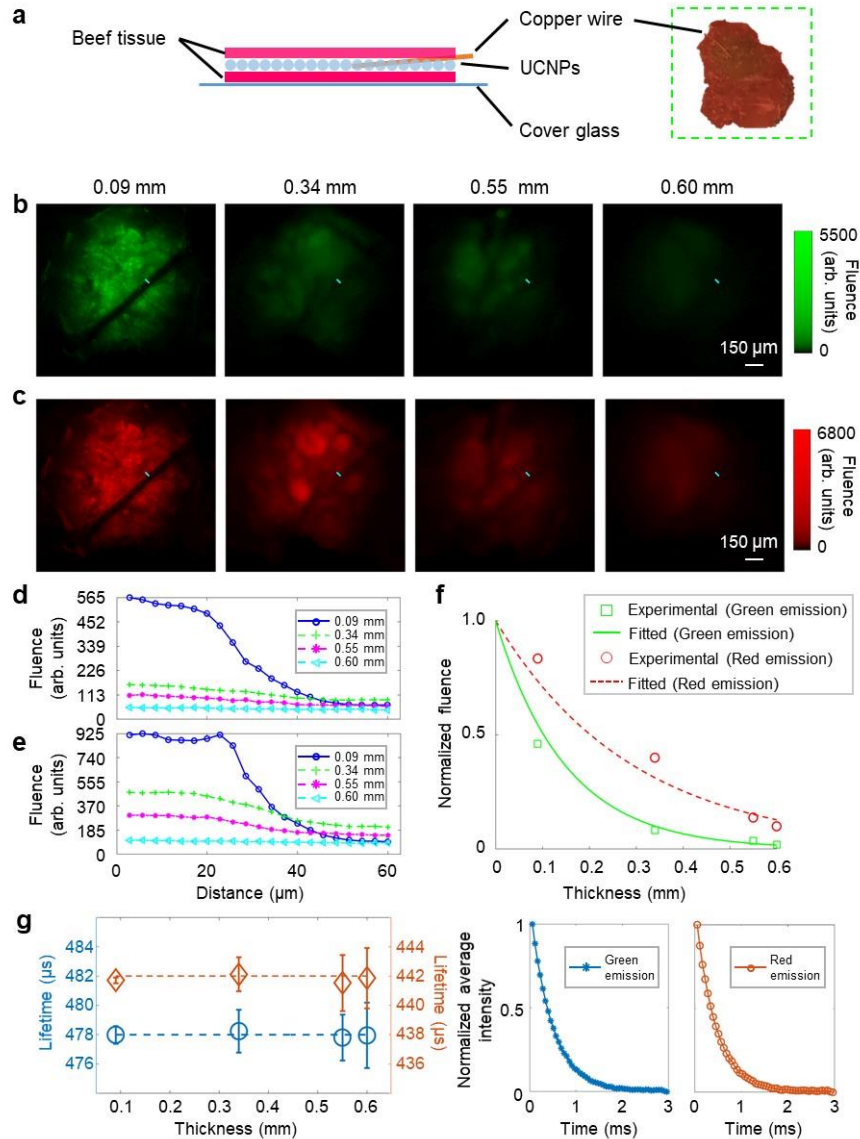 a
Beef tissue
Copper wire
UCNPs
Cover glass
0.09 mm
0.34 mm
0.55 mm
0.60 mm
b
5500
Fluence
(arb. units)
0
150 μm
c
6800
Fluence
(arb. units)
0
150 μm
d
565
452
339
226
113
0
Fluence
(arb. units)
0.09 mm
0.34 mm
0.55 mm
0.60 mm
e
925
740
555
370
185
0
Fluence
(arb. units)
0.09 mm
0.34 mm
0.55 mm
0.60 mm
0 20 40 60
Distance (μm)
f
Experimental (Green emission)
Fitted (Green emission)
Experimental (Red emission)
Fitted (Red emission)
1.0
0.5
0
Normalized fluence
0 0.1 0.2 0.3 0.4 0.5 0.6
Thickness (mm)
g
484
482
480
478
476
Lifetime (μs)
444
442
440
438
436
Lifetime (μs)
0.1 0.2 0.3 0.4 0.5 0.6
Thickness (mm)
Normalized average
intensity
1
0.5
0
Green
emission
0 1 2 3
Time (ms)
Red
emission
0 1 2 3
Time (ms)